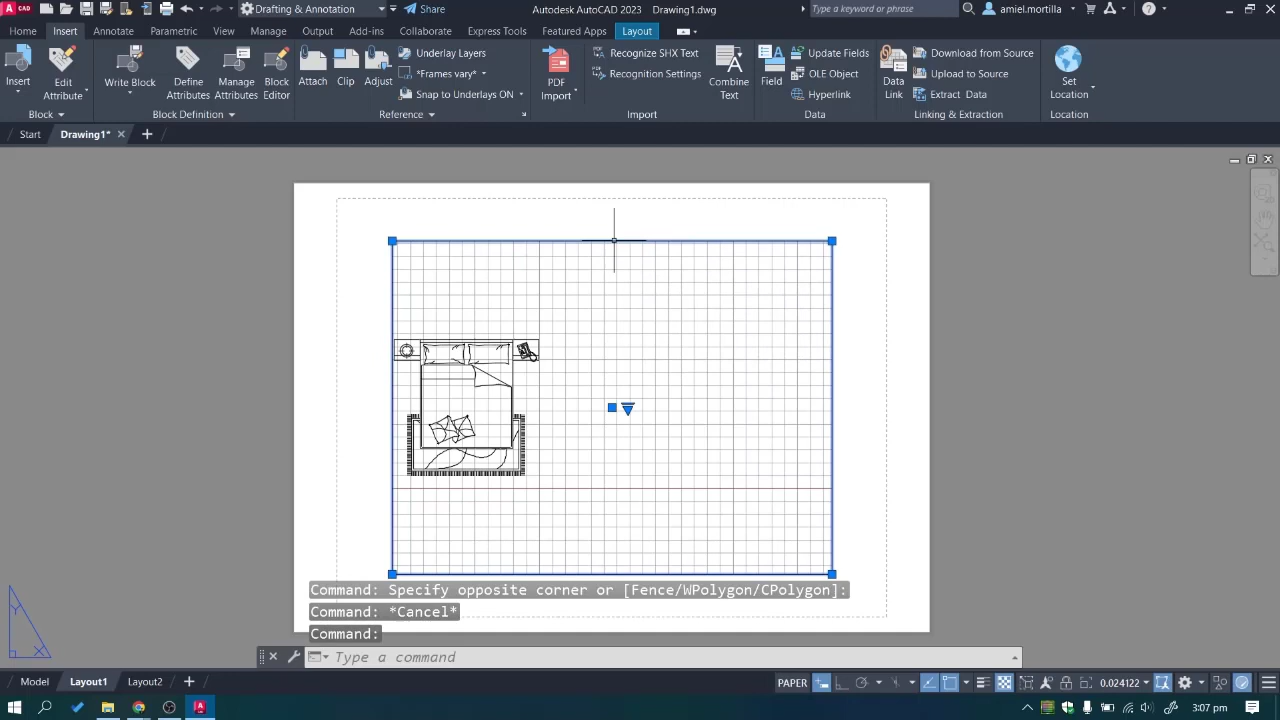 CAD
Drafting & Annotation
Share
Autodesk AutoCAD 2023 Drawing1.dwg
Type a keyword or phrase
amiel.mortilla
Home Insert Annotate Parametric View Manage Output Add-ins Collaborate Express Tools Featured Apps Layout
Insert
Edit
Attribute
Write Block
Define
Attributes
Manage
Attributes
Block
Editor
Attach
Clip
Adjust
Underlay Layers
*Frames vary*
Snap to Underlays ON
PDF
Import
Recognize SHX Text
Recognition Settings
Combine
Text
Field
Update Fields
OLE Object
Hyperlink
Data
Link
Download from Source
Upload to Source
Extract Data
Set
Location
Block Block Definition Reference Import Data Linking & Extraction Location
Start Drawing1*
Command: Specify opposite corner or [Fence/WPolygon/CPolygon]:
Command: *Cancel*
Command:
Type a command
Y
X
Model Layout1 Layout2
PAPER
0.024122
3:07 pm